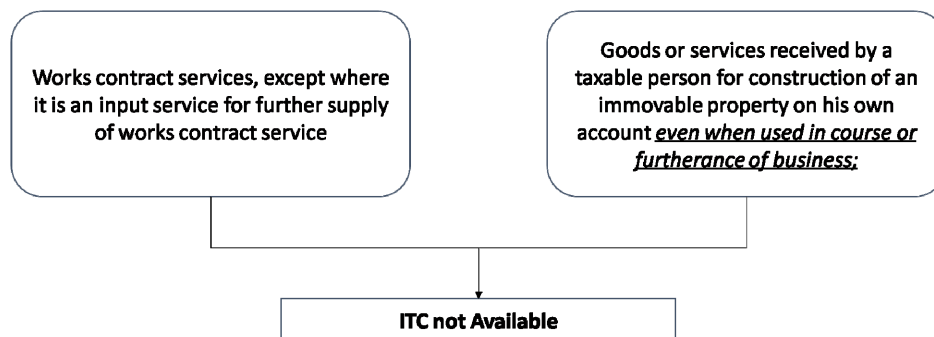 Works contract services, except where
it is an input service for further supply
of works contract service
Goods or services received by a
taxable person for construction of an
immovable property on his own
account even when used in course or
furtherance of business;
ITC not Available